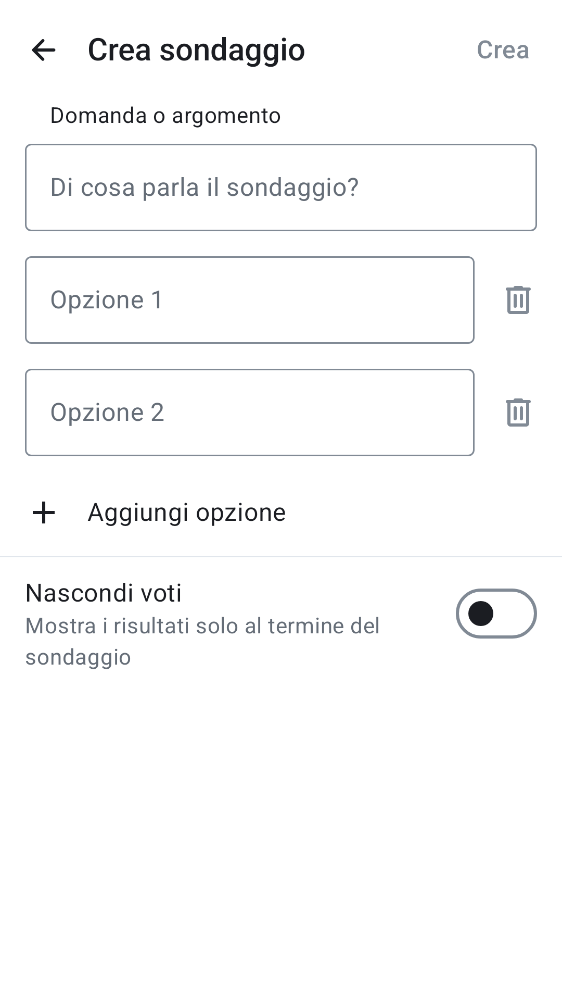 Crea sondaggio
Crea
Domanda o argomento
Di cosa parla il sondaggio?
Opzione 1
Opzione 2
Aggiungi opzione
Nascondi voti
Mostra i risultati solo al termine del
sondaggio